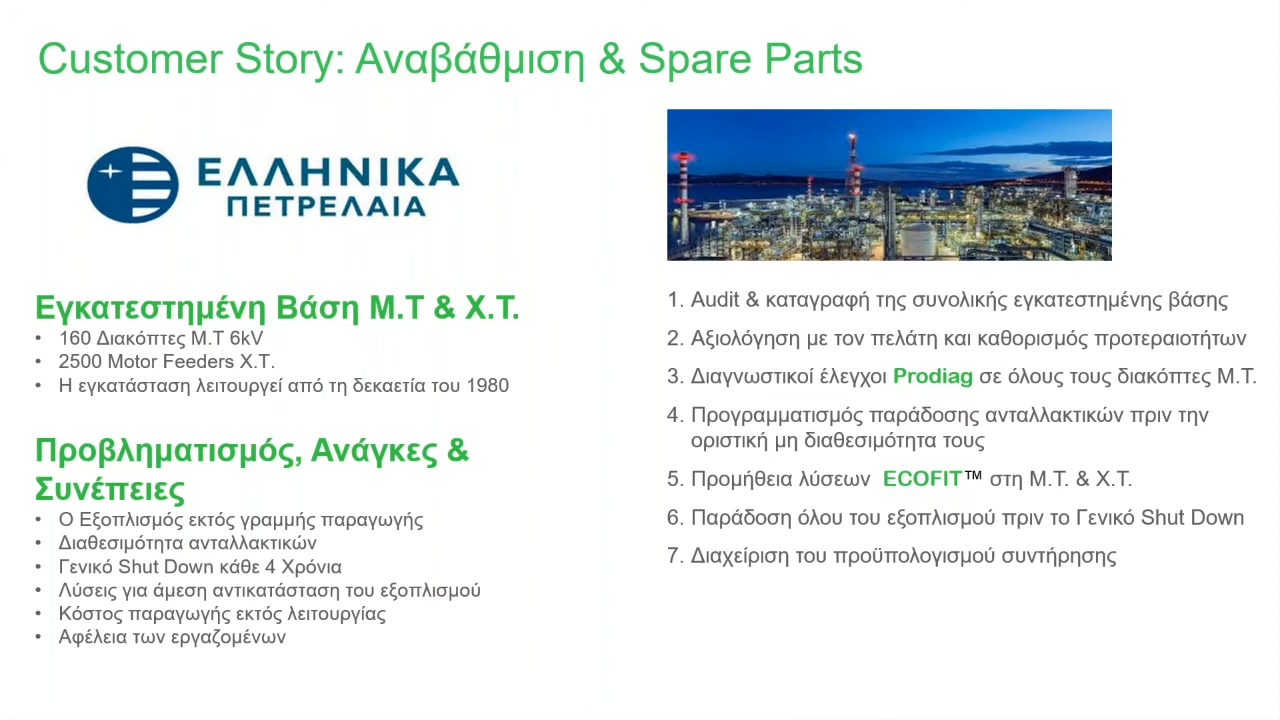 Customer Story: Αναβάθμιση & Spare Parts
ΕΛΛΗΝΙΚΑ
ΠΕΤΡΕΛΑΙΑ
Εγκατεστημένη Βάση Μ.Τ & Χ.Τ.
• 160 Διακόπτες Μ.Τ 6kV
• 2500 Motor Feeders Χ.Τ.
• Η εγκατάσταση λειτουργεί από τη δεκαετία του 1980
Προβληματισμός, Ανάγκες &
Συνέπειες
• Ο Εξοπλισμός εκτός γραμμής παραγωγής
• Διαθεσιμότητα ανταλλακτικών
• Γενικό Shut Down κάθε 4 Χρόνια
• Λύσεις για άμεση αντικατάσταση του εξοπλισμού
• Κόστος παραγωγής εκτός λειτουργίας
• Αφέλεια των εργαζομένων
1. Audit & καταγραφή της συνολικής εγκατεστημένης βάσης
2. Αξιολόγηση με τον πελάτη και καθορισμός προτεραιοτήτων
3. Διαγνωστικοί έλεγχοι Prodiag σε όλους τους διακόπτες Μ.Τ.
4. Προγραμματισμός παράδοσης ανταλλακτικών πριν την
οριστική μη διαθεσιμότητα τους
5. Προμήθεια λύσεων ECOFIT™ στη Μ.Τ. & Χ.Τ.
6. Παράδοση όλου του εξοπλισμού πριν το Γενικό Shut Down
7. Διαχείριση του προϋπολογισμού συντήρησης